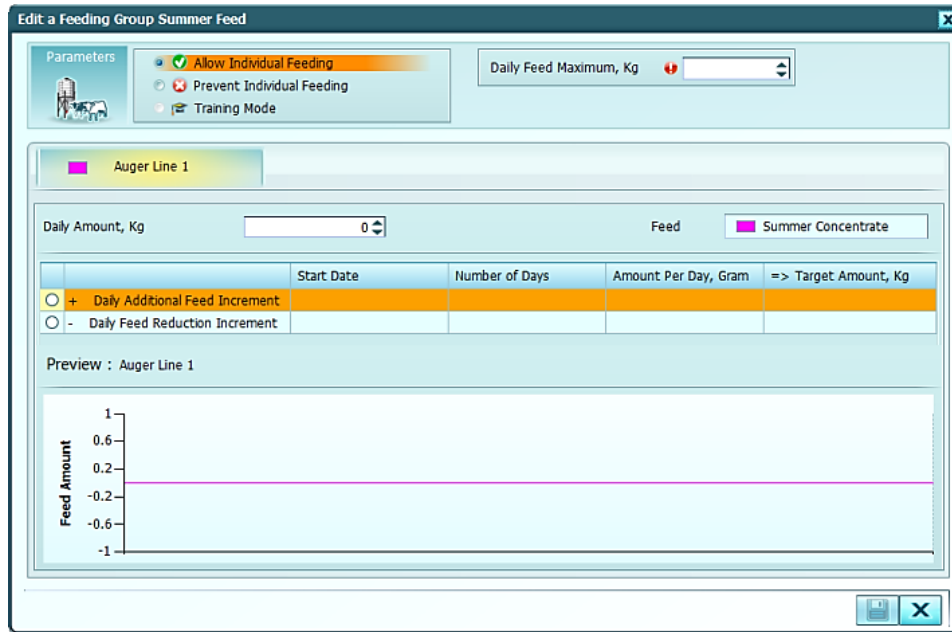 Edit a Feeding Group Summer Feed
Parameters
Allow Individual Feeding
Prevent Individual Feeding
Training Mode
Daily Feed Maximum, Kg
Auger Line 1
Daily Amount, Kg 0 Feed Summer Concentrate
Start Date Number of Days Amount Per Day, Gram => Target Amount, Kg
+ Daily Additional Feed Increment
- Daily Feed Reduction Increment
Preview : Auger Line 1
Feed Amount
1
0.6
0.2
-0.2
-0.6
-1